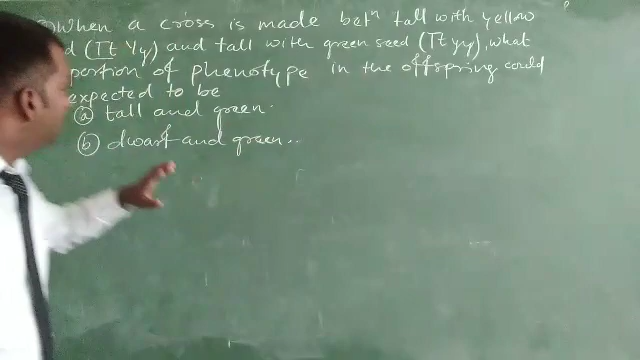 When a cross is made betn tall with yellow
(Tt Yy) and tall with green seed (Tt yy), what
portion of phenotype in the offspring could
expected to be
(a) tall and green.
(b) dwarf and green..